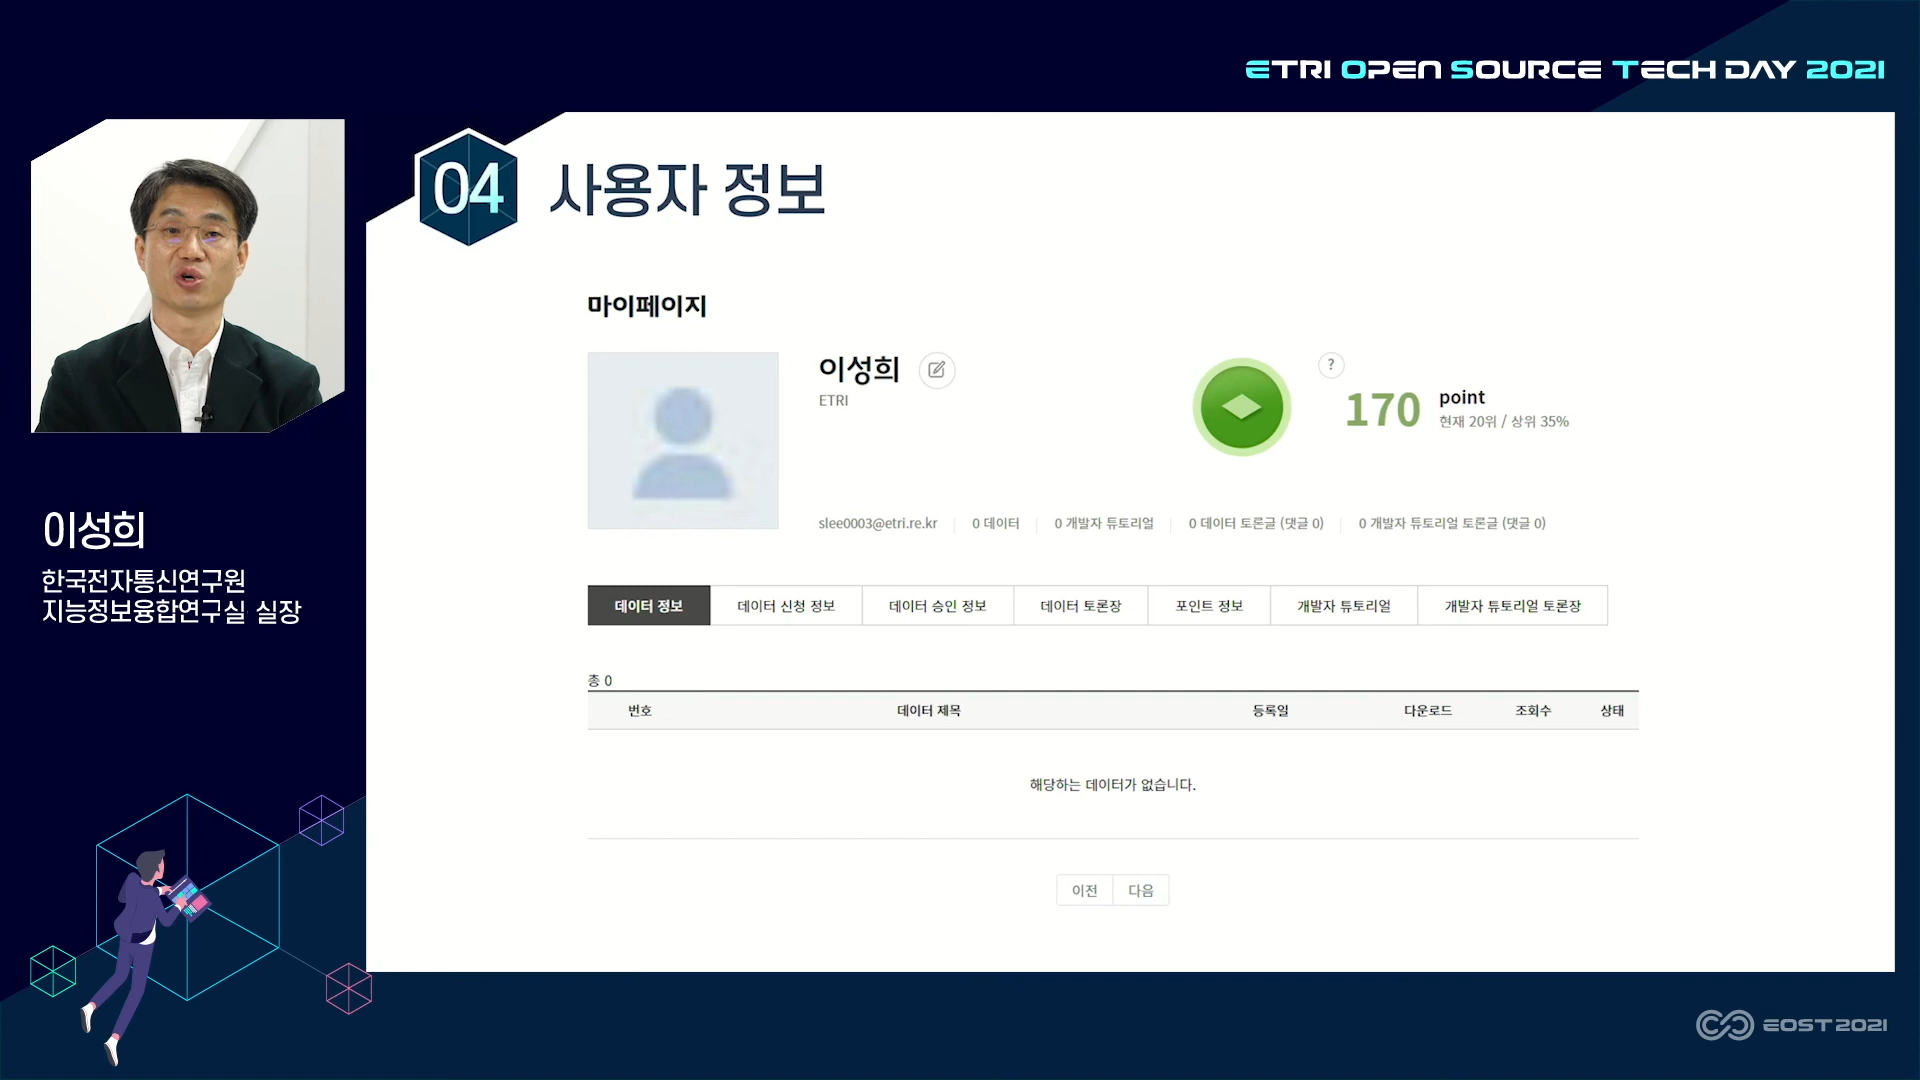 ETRI OPEN SOURCE TECH DAY 2021
04 사용자 정보
이성희
한국전자통신연구원
지능정보융합연구실 실장
마이페이지
이성희
ETRI
?
170 point
현재 20위 / 상위 35%
slee0003@etri.re.kr 0 데이터 0 개발자 튜토리얼 0 데이터 토론글 (댓글 0) 0 개발자 튜토리얼 토론글 (댓글 0)
데이터 정보 데이터 신청 정보 데이터 승인 정보 데이터 토론장 포인트 정보 개발자 튜토리얼 개발자 튜토리얼 토론장
총 0
번호 데이터 제목 등록일 다운로드 조회수 상태
해당하는 데이터가 없습니다.
이전 다음
EOST 2021